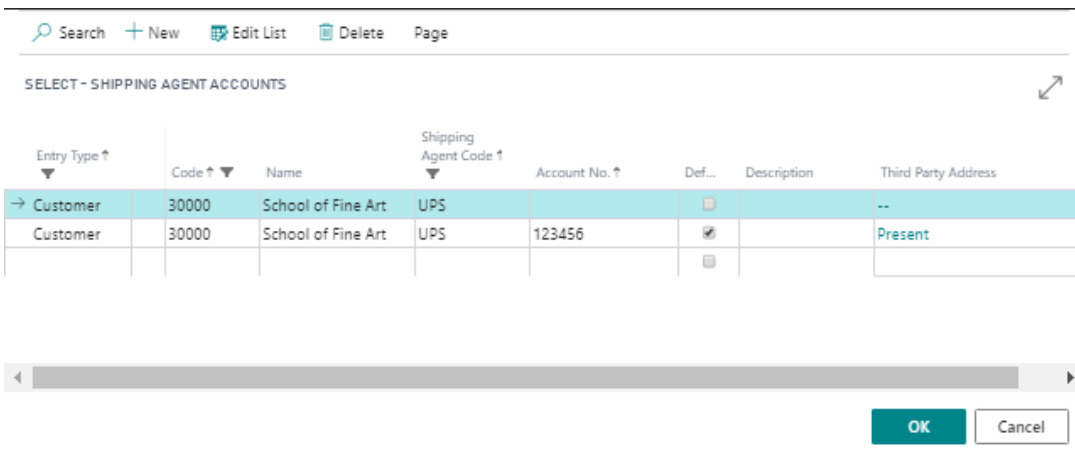 Search New Edit List Delete Page
SELECT - SHIPPING AGENT ACCOUNTS
Shipping
Entry Type Agent Code
Code Name Account No. Def... Description Third Party Address
Customer 30000 School of Fine Art UPS --
Customer 30000 School of Fine Art UPS 123456 Present
OK Cancel